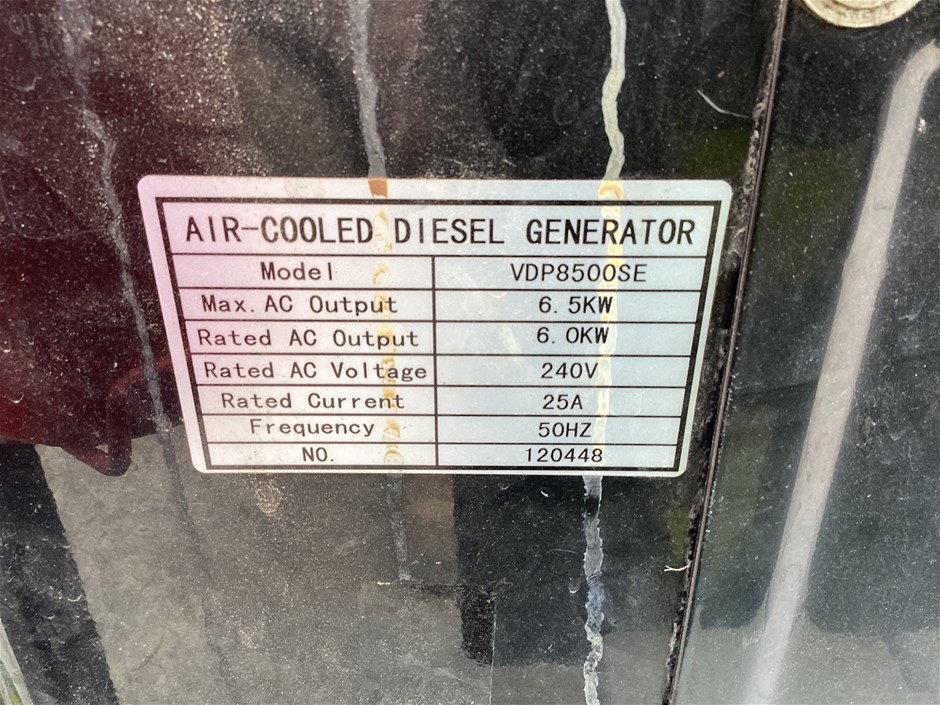 AIR-COOLED DIESEL GENERATOR
Model VDP8500SE
Max. AC Output 6.5KW
Rated AC Output 6.0KW
Rated AC Voltage 240V
Rated Current 25A
Frequency 50HZ
NO. 120448